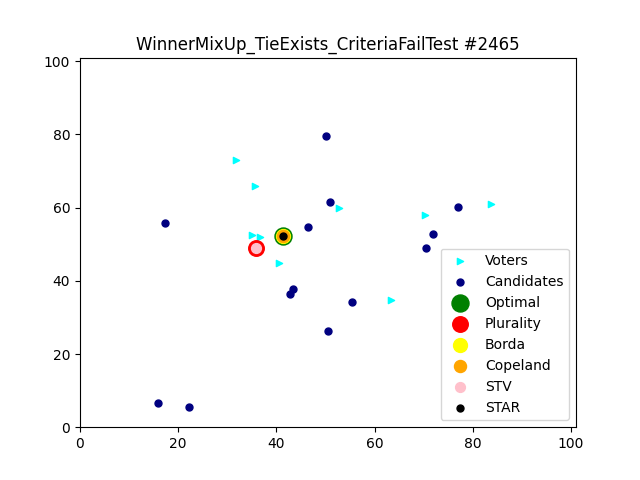 WinnerMixUp_TieExists_CriteriaFailTest #2465
100
80
60
40
20
0
0 20 40 60 80 100
Voters
Candidates
Optimal
Plurality
Borda
Copeland
STV
STAR